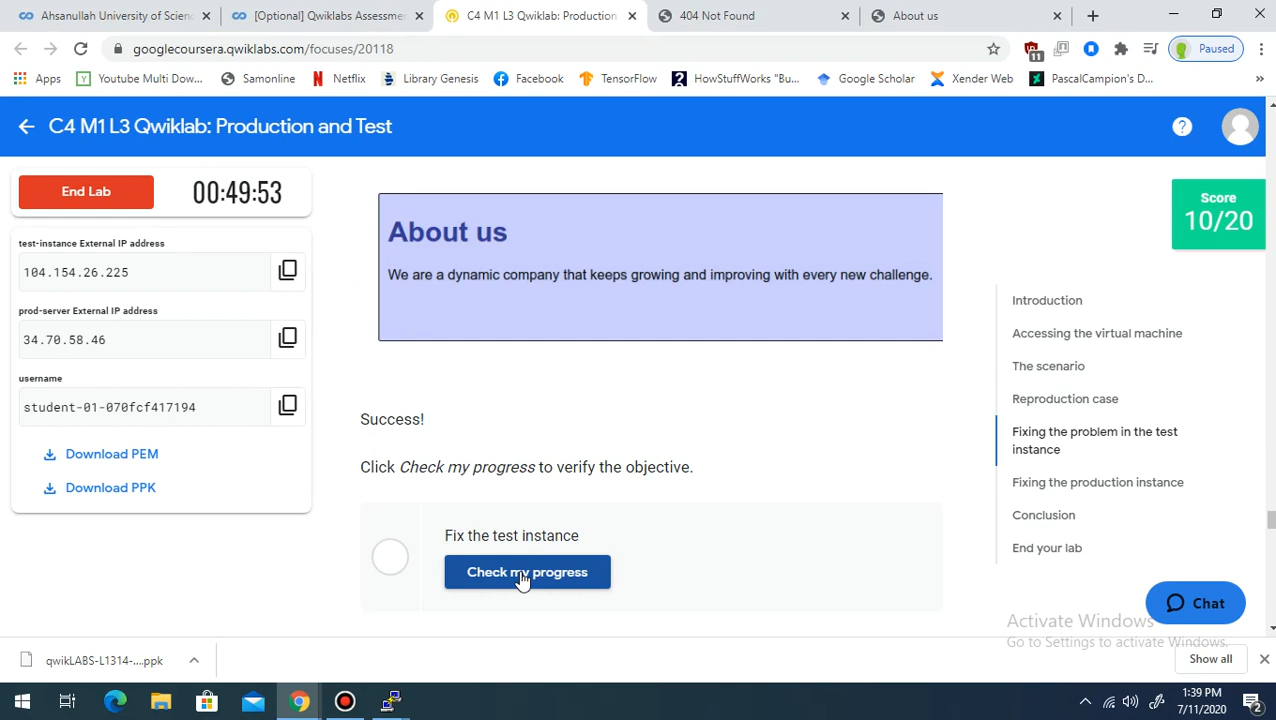 Ahsanullah University of Scien
[Optional] Qwiklabs Assessmen
C4 M1 L3 Qwiklab: Production
404 Not Found
About us
googlecoursera.qwiklabs.com/focuses/20118
11
Paused
Apps
Youtube Multi Dow...
Samonline
Netflix
Library Genesis
Facebook
TensorFlow
HowStuffWorks "Bu...
Google Scholar
Xender Web
PascalCampion's D...
»
C4 M1 L3 Qwiklab: Production and Test
End Lab
00:49:53
Score
10/20
test-instance External IP address
104.154.26.225
prod-server External IP address
34.70.58.46
username
student-01-070fcf417194
Download PEM
Download PPK
About us
We are a dynamic company that keeps growing and improving with every new challenge.
Success!
Click Check my progress to verify the objective.
Fix the test instance
Check my progress
Introduction
Accessing the virtual machine
The scenario
Reproduction case
Fixing the problem in the test
instance
Fixing the production instance
Conclusion
End your lab
Chat
Activate Windows
Go to Settings to activate Windows.
qwikLABS-L1314-....ppk
Show all
1:39 PM
7/11/2020
2